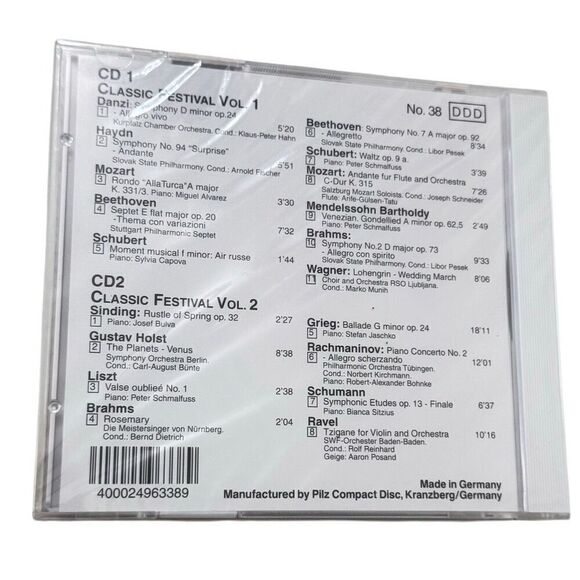 CD 1
CLASSIC FESTIVAL VOL. 1
No. 38 DDD
Danzi: Symphony D minor op.24
1 - Allegro vivo
Kurpfalz Chamber Orchestra. Cond.: Klaus-Peter Hahn 5'20
Haydn
2 Symphony No. 94 "Surprise"
- Andante
Slovak State Philharmony. Cond.: Arnold Fischer 5'51
Mozart
3 Rondo "AllaTurca"A major
K. 331/3. Piano: Miguel Alvarez 3'30
Beethoven
4 Septet E flat major op. 20
-Thema con variazioni
Stuttgart Philharmonic Septet 7'32
Schubert
5 Moment musical f minor: Air russe
Piano: Sylvia Capova 1'44
Beethoven: Symphony No. 7 A major op. 92
6 - Allegretto
Slovak State Philharmony. Cond.: Libor Pesek 8'34
Schubert: Waltz op. 9 a.
7 Piano: Peter Schmalfuss 3'39
Mozart: Andante for Flute and Orchestra
8 C-Dur K. 315 7'26
Salzburg Mozart Soloists. Cond.: Joseph Schneider
Flute: Arife-Gülsen-Tatu
Mendelssohn Bartholdy
9 Venezian. Gondellied A minor op 62,5 2'49
Piano: Peter Schmalfuss
Brahms:
10 Symphony No.2 D major op. 73
- Allegro con spirito 9'33
Slovak State Philharmony. Cond.: Libor Pesek
Wagner: Lohengrin - Wedding March 8'06
11 Choir and Orchestra RSO Ljubljana.
Cond.: Marko Munih
CD2
CLASSIC FESTIVAL VOL. 2
Sinding: Rustle of Spring op. 32 2'27
1 Piano: Josef Bulva
Gustav Holst
2 The Planets - Venus 8'38
Symphony Orchestra Berlin.
Cond.: Carl-August Bünte
Liszt
3 Valse oublieé No. 1 2'38
Piano: Peter Schmalfuss
Brahms
4 Rosemary 2'04
Die Meistersinger von Nürnberg.
Cond.: Bernd Dietrich
Grieg: Ballade G minor op. 24 18'11
5 Piano: Stefan Jaschko
Rachmaninov: Piano Concerto No. 2
6 - Allegro scherzando 12'01
Philharmonic Orchestra Tübingen.
Cond.: Norbert Kirchmann.
Piano: Robert-Alexander Bohnke
Schumann
7 Symphonic Etudes op. 13 - Finale 6'37
Piano: Bianca Sitzius
Ravel
8 Tzigane for Violin and Orchestra 10'16
SWF-Orchester Baden-Baden.
Cond.: Rolf Reinhard
Geige: Aaron Posand
400024963389
Made in Germany
Manufactured by Pilz Compact Disc, Kranzberg/Germany